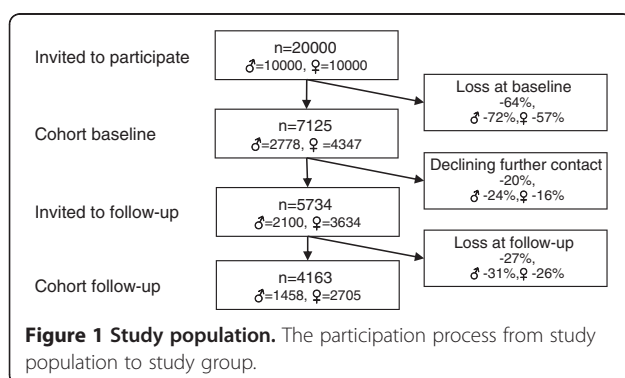 Invited to participate
n=20000
♂=10000, ♀=10000
Loss at baseline
-64%,
♂-72%,♀-57%
Cohort baseline
n=7125
♂=2778, ♀=4347
Declining further contact
-20%,
♂-24%,♀-16%
Invited to follow-up
n=5734
♂=2100, ♀=3634
Loss at follow-up
-27%,
♂-31%,♀-26%
Cohort follow-up
n=4163
♂=1458, ♀=2705
Figure 1 Study population. The participation process from study
population to study group.